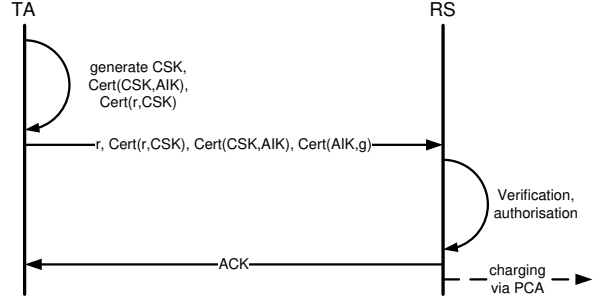 TA
RS
generate CSK,
Cert(CSK,AIK),
Cert(r,CSK)
r, Cert(r,CSK), Cert(CSK,AIK), Cert(AIK,g)
Verification,
authorisation
ACK
charging
via PCA